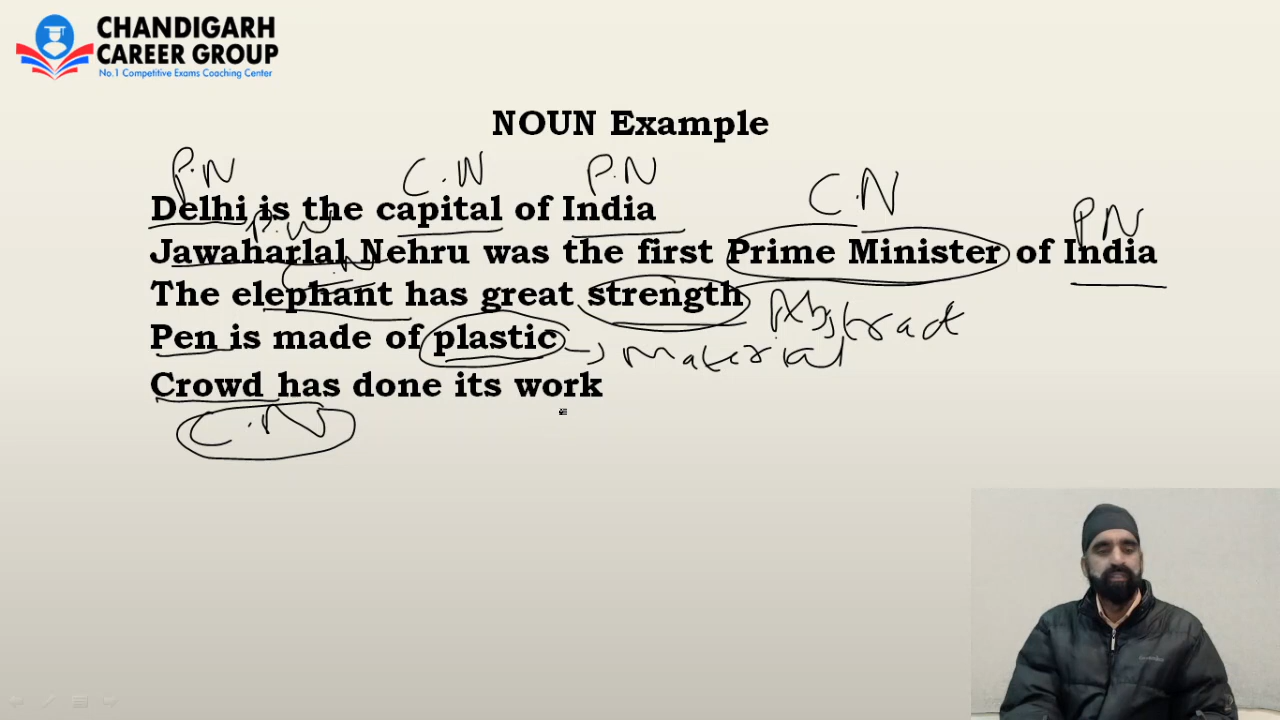 CHANDIGARH
CAREER GROUP
No.1 Competitive Exams Coaching Center
NOUN Example
P.N C.N P.N
Delhi is the capital of India
P.N C.N P.N
Jawaharlal Nehru was the first Prime Minister of India
C.N
The elephant has great strength
Abstract
Pen is made of plastic
Material
Crowd has done its work
C.N